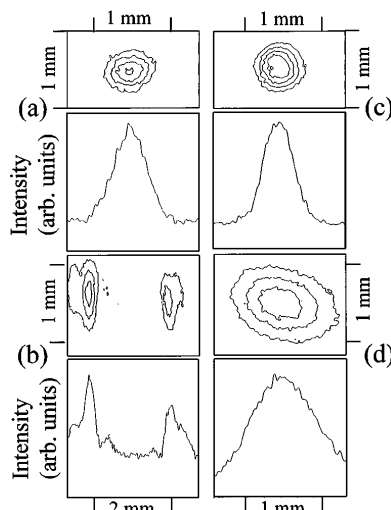 1 mm 1 mm
1 mm 1 mm
(a) (c)
Intensity
(arb. units)
1 mm 1 mm
(b) (d)
Intensity
(arb. units)
2 mm 1 mm